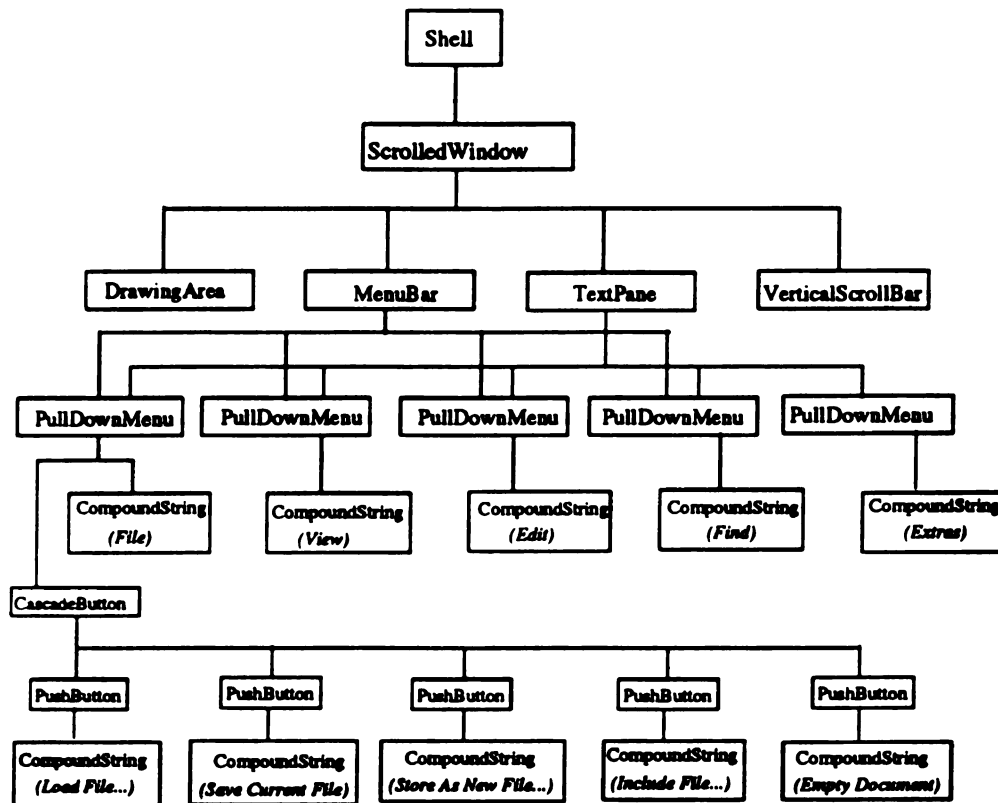 Shell
ScrolledWindow
DrawingArea
MenuBar
TextPane
VerticalScrollBar
PullDownMenu
PullDownMenu
PullDownMenu
PullDownMenu
PullDownMenu
CompoundString
(File)
CompoundString
(View)
CompoundString
(Edit)
CompoundString
(Find)
CompoundString
(Extras)
CascadeButton
PushButton
PushButton
PushButton
PushButton
PushButton
CompoundString
(Load File...)
CompoundString
(Save Current File)
CompoundString
(Store As New File...)
CompoundString
(Include File...)
CompoundString
(Empty Document)